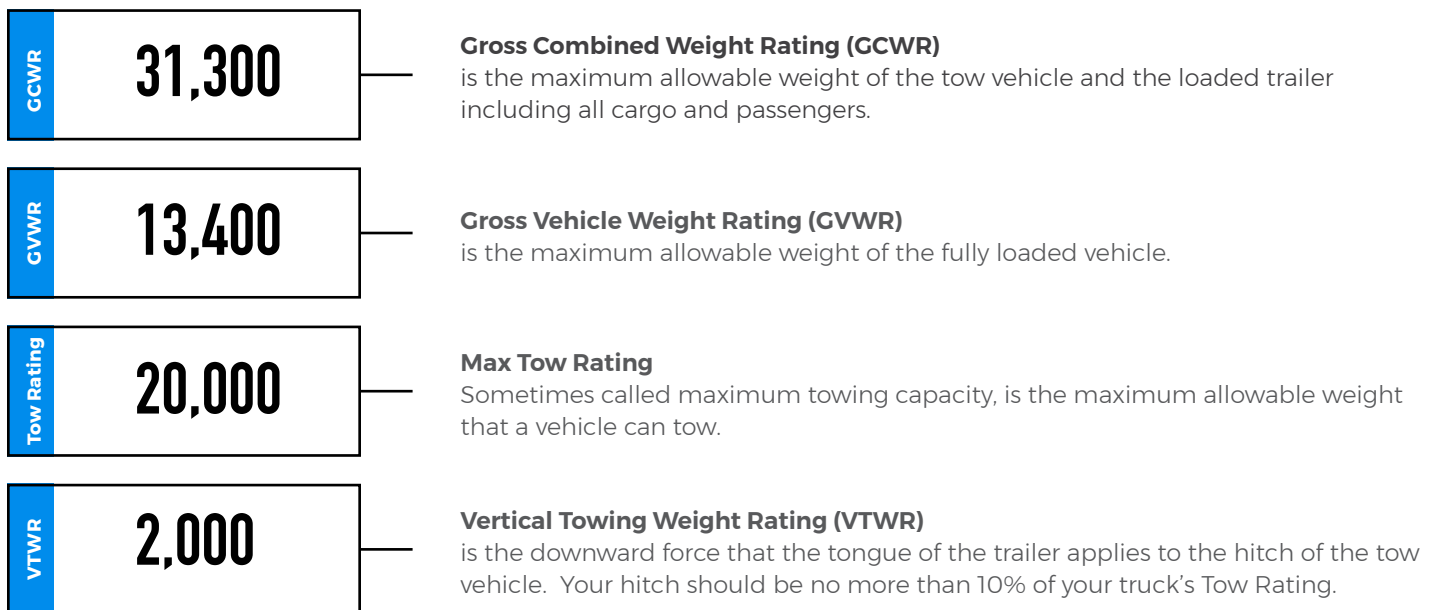 GCWR
31,300
Gross Combined Weight Rating (GCWR)
is the maximum allowable weight of the tow vehicle and the loaded trailer
including all cargo and passengers.
GVWR
13,400
Gross Vehicle Weight Rating (GVWR)
is the maximum allowable weight of the fully loaded vehicle.
Tow Rating
20,000
Max Tow Rating
Sometimes called maximum towing capacity, is the maximum allowable weight
that a vehicle can tow.
VTWR
2,000
Vertical Towing Weight Rating (VTWR)
is the downward force that the tongue of the trailer applies to the hitch of the tow
vehicle.  Your hitch should be no more than 10% of your truck's Tow Rating.